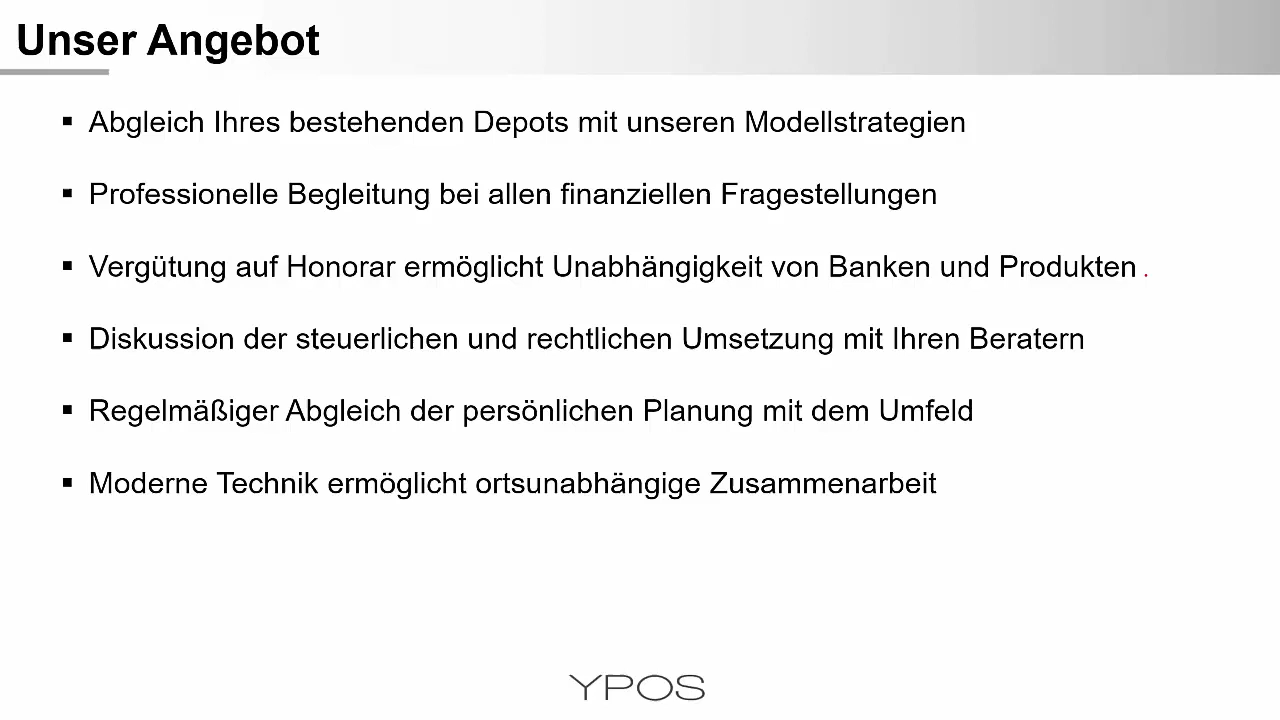 Unser Angebot
▪ Abgleich Ihres bestehenden Depots mit unseren Modellstrategien
▪ Professionelle Begleitung bei allen finanziellen Fragestellungen
▪ Vergütung auf Honorar ermöglicht Unabhängigkeit von Banken und Produkten
▪ Diskussion der steuerlichen und rechtlichen Umsetzung mit Ihren Beratern
▪ Regelmäßiger Abgleich der persönlichen Planung mit dem Umfeld
▪ Moderne Technik ermöglicht ortsunabhängige Zusammenarbeit
YPOS